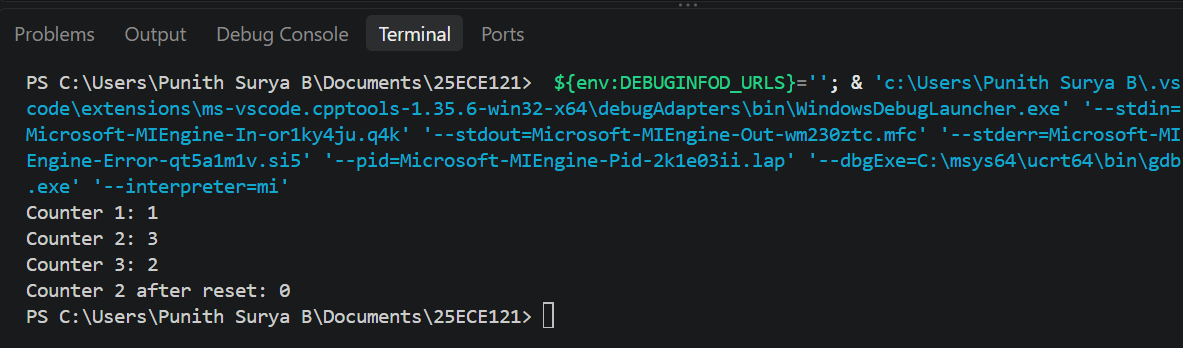 Problems Output Debug Console Terminal Ports
PS C:\Users\Punith Surya B\Documents\25ECE121>  ${env:DEBUGINFOD_URLS}=''; & 'c:\Users\Punith Surya B\.vs
code\extensions\ms-vscode.cpptools-1.35.6-win32-x64\debugAdapters\bin\WindowsDebugLauncher.exe' '--stdin=
Microsoft-MIEngine-In-or1ky4ju.q4k' '--stdout=Microsoft-MIEngine-Out-wm230ztc.mfc' '--stderr=Microsoft-MI
Engine-Error-qt5a1m1v.si5' '--pid=Microsoft-MIEngine-Pid-2k1e03ii.lap' '--dbgExe=C:\msys64\ucrt64\bin\gdb
.exe' '--interpreter=mi'
Counter 1: 1
Counter 2: 3
Counter 3: 2
Counter 2 after reset: 0
PS C:\Users\Punith Surya B\Documents\25ECE121>